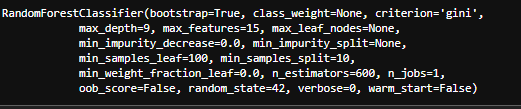 RandomForestClassifier(bootstrap=True, class_weight=None, criterion='gini',
max_depth=9, max_features=15, max_leaf_nodes=None,
min_impurity_decrease=0.0, min_impurity_split=None,
min_samples_leaf=100, min_samples_split=10,
min_weight_fraction_leaf=0.0, n_estimators=600, n_jobs=1,
oob_score=False, random_state=42, verbose=0, warm_start=False)